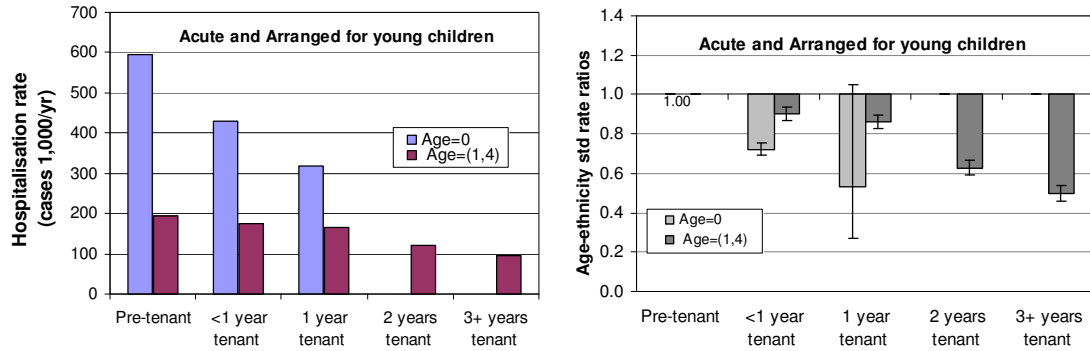 Hospitalisation rate
(cases 1,000/yr)
700
600
500
400
300
200
100
0
Acute and Arranged for young children
Age=0
Age=(1,4)
Pre-tenant
<1 year
tenant
1 year
tenant
2 years
tenant
3+ years
tenant
Age-ethnicity std rate ratios
1.4
1.2
1.0
0.8
0.6
0.4
0.2
0.0
Acute and Arranged for young children
1.00
Age=0
Age=(1,4)
Pre-tenant
<1 year
tenant
1 year
tenant
2 years
tenant
3+ years
tenant